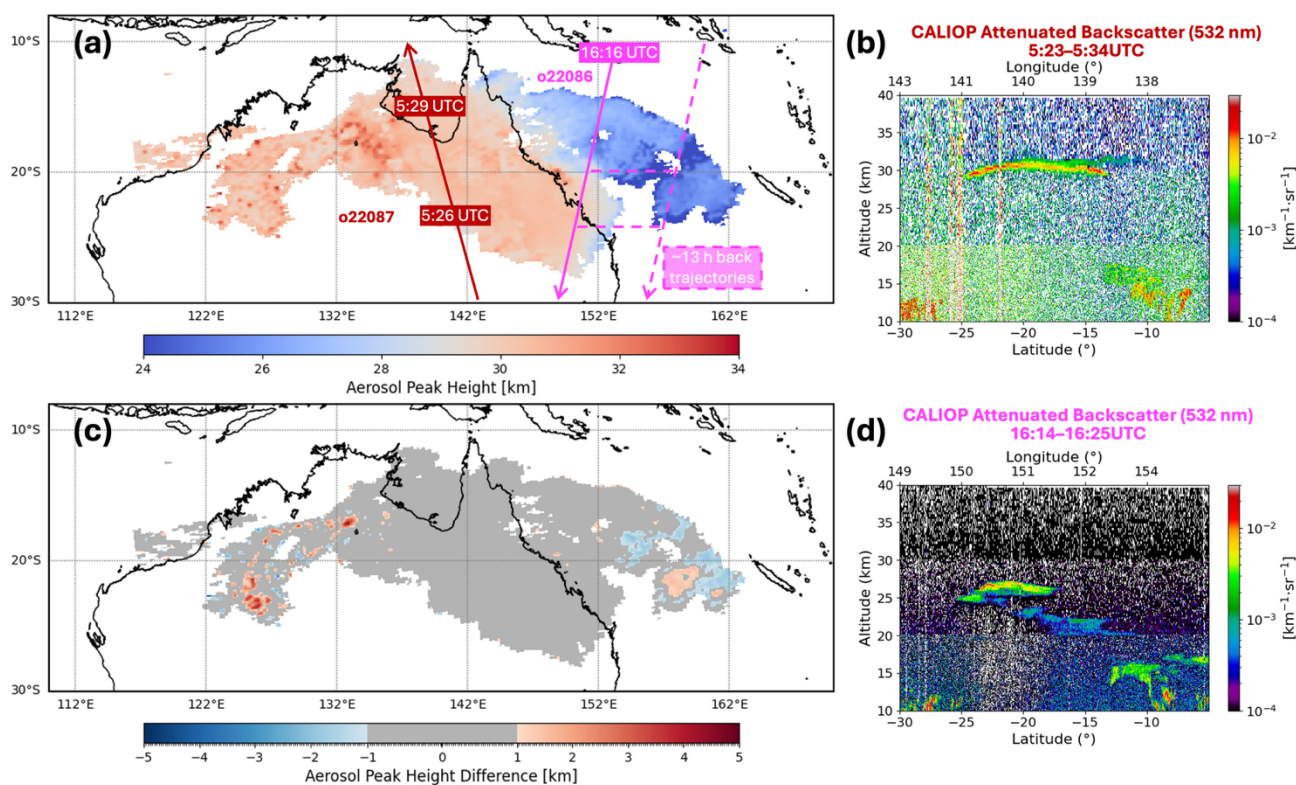 (a)
10°S
20°S
30°S
112°E
122°E
132°E
142°E
152°E
162°E
16:16 UTC
o22086
5:29 UTC
o22087
5:26 UTC
~13 h back
trajectories
24
26
28
30
32
34
Aerosol Peak Height [km]
(b)
CALIOP Attenuated Backscatter (532 nm)
5:23–5:34UTC
Longitude (°)
143
141
140
139
138
40
35
30
25
20
15
10
Altitude (km)
−30
−25
−20
−15
−10
Latitude (°)
10⁻²
10⁻³
10⁻⁴
[km⁻¹·sr⁻¹]
(c)
10°S
20°S
30°S
112°E
122°E
132°E
142°E
152°E
162°E
-5
-4
-3
-2
-1
0
1
2
3
4
5
Aerosol Peak Height Difference [km]
(d)
CALIOP Attenuated Backscatter (532 nm)
16:14–16:25UTC
Longitude (°)
149
150
151
152
154
40
35
30
25
20
15
10
Altitude (km)
−30
−25
−20
−15
−10
Latitude (°)
10⁻²
10⁻³
10⁻⁴
[km⁻¹·sr⁻¹]